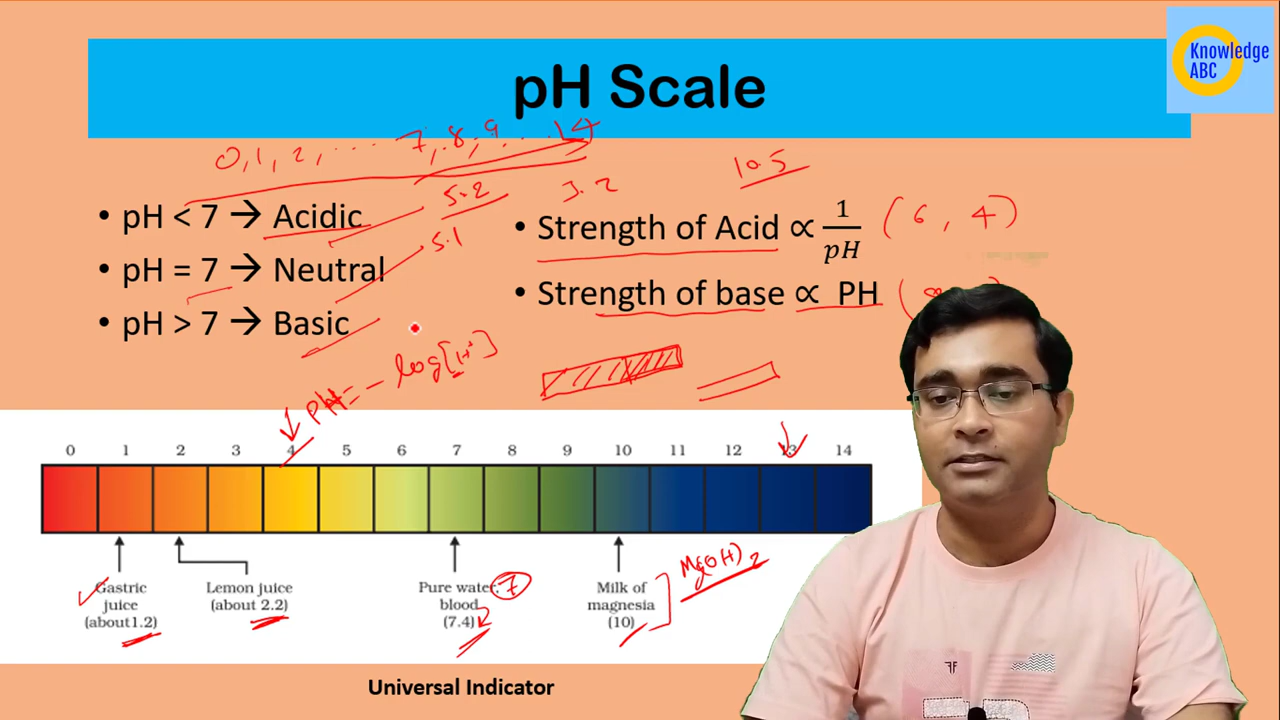 Knowledge
ABC
pH Scale
0, 1, 2, ... 7, 8, 9, ... 14
• pH < 7 → Acidic
5.2
• pH = 7 → Neutral
5.1
• pH > 7 → Basic
3.2
10.5
• Strength of Acid ∝ 1/pH (6, 4)
• Strength of base ∝ PH
pH = - log[H+]
0 1 2 3 4 5 6 7 8 9 10 11 12 13 14
Gastric
juice
(about1.2)
Lemon juice
(about 2.2)
Pure water, 7
blood
(7.4)
Milk of
magnesia
(10)
Mg(OH)2
Universal Indicator